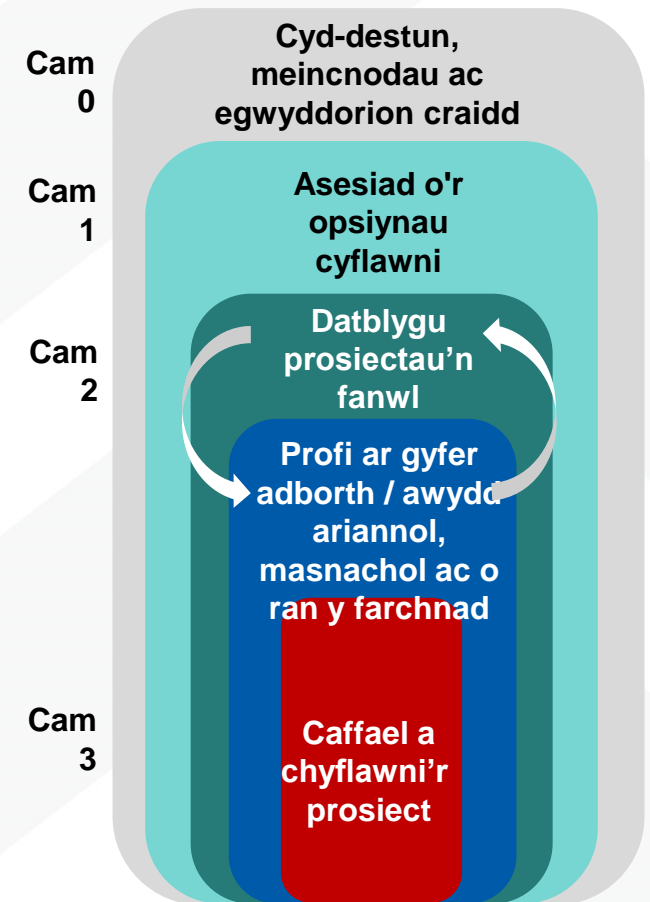 Cam
0
Cyd-destun,
meincnodau ac
egwyddorion craidd
Cam
1
Asesiad o'r
opsiynau
cyflawni
Cam
2
Datblygu
prosiectau’n
fanwl
Profi ar gyfer
adborth / awydd
ariannol,
masnachol ac o
ran y farchnad
Cam
3
Caffael a
chyflawni’r
prosiect